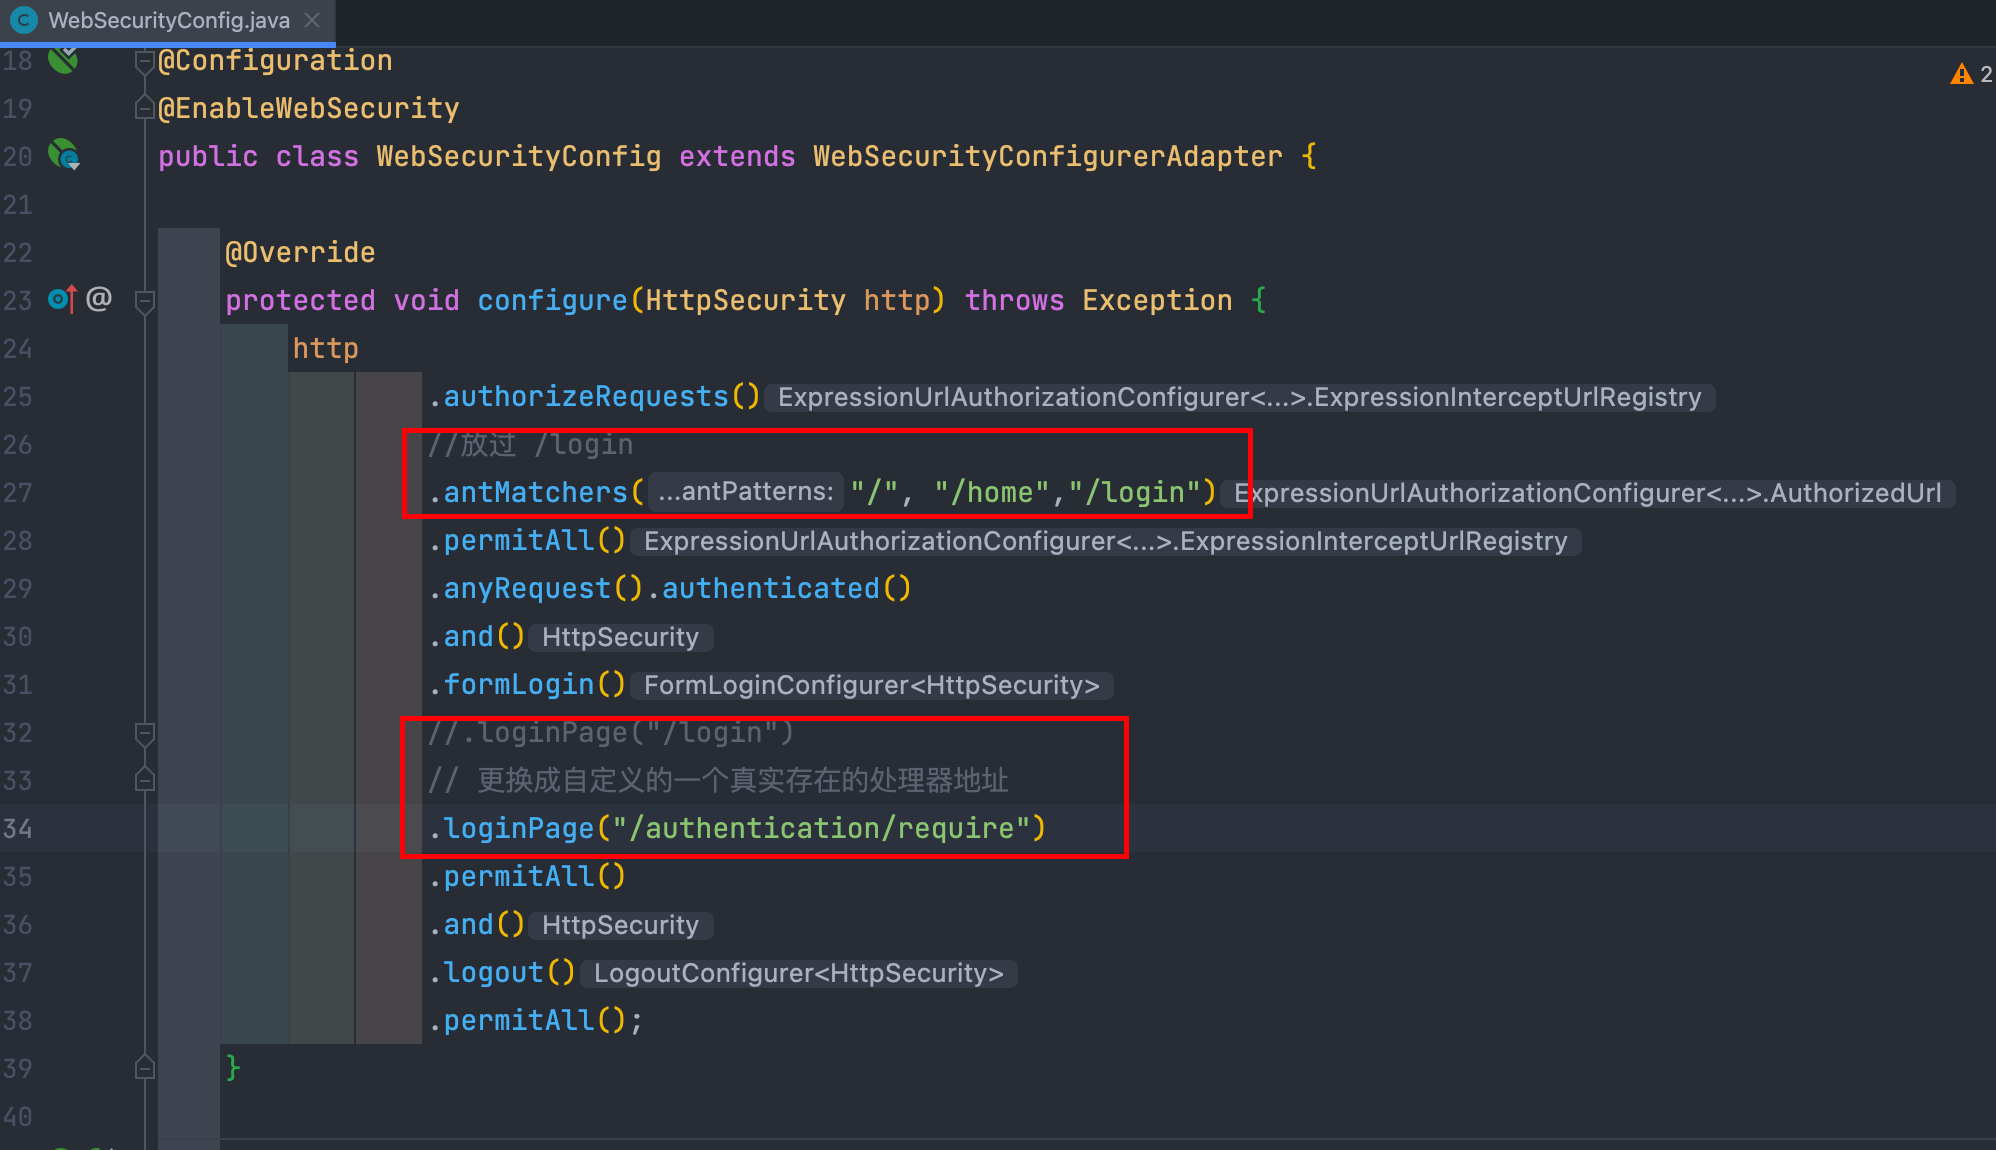 WebSecurityConfig.java
2
18 @Configuration
19 @EnableWebSecurity
20 public class WebSecurityConfig extends WebSecurityConfigurerAdapter {
21
22 @Override
23 @ protected void configure(HttpSecurity http) throws Exception {
24 http
25 .authorizeRequests() ExpressionUrlAuthorizationConfigurer<...>.ExpressionInterceptUrlRegistry
26 //放过 /login
27 .antMatchers( ...antPatterns: "/", "/home","/login") ExpressionUrlAuthorizationConfigurer<...>.AuthorizedUrl
28 .permitAll() ExpressionUrlAuthorizationConfigurer<...>.ExpressionInterceptUrlRegistry
29 .anyRequest().authenticated()
30 .and() HttpSecurity
31 .formLogin() FormLoginConfigurer<HttpSecurity>
32 //.loginPage("/login")
33 // 更换成自定义的一个真实存在的处理器地址
34 .loginPage("/authentication/require")
35 .permitAll()
36 .and() HttpSecurity
37 .logout() LogoutConfigurer<HttpSecurity>
38 .permitAll();
39 }
40